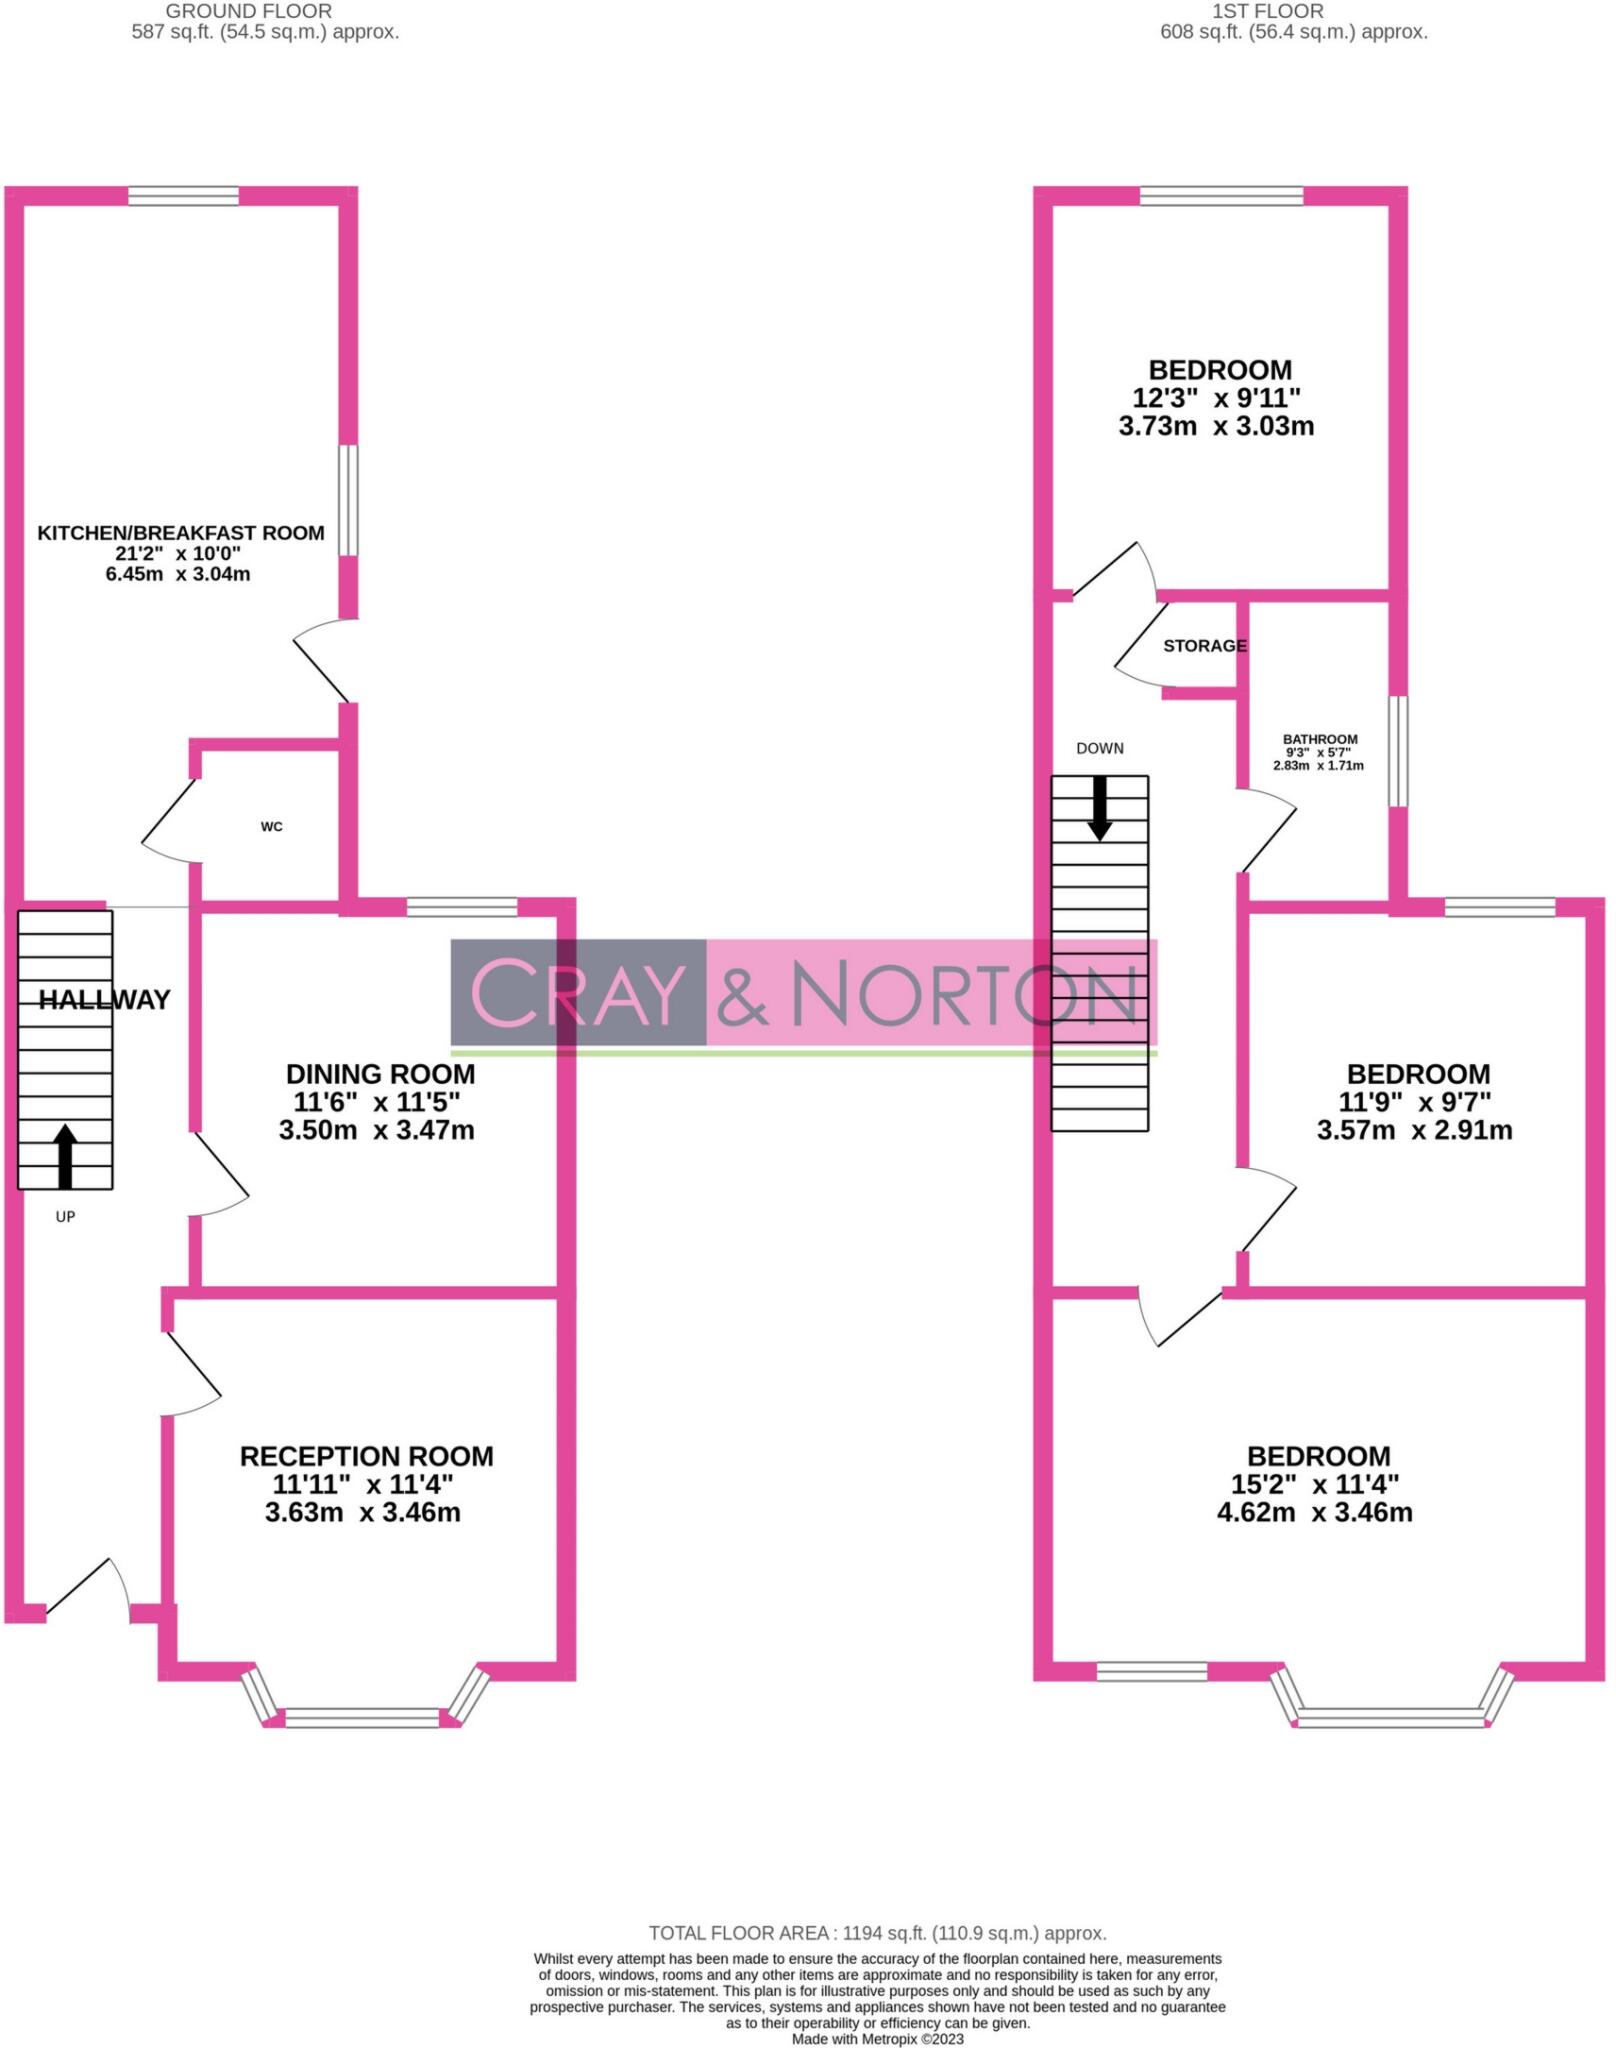 GROUND FLOOR
587 sq.ft. (54.5 sq.m.) approx.
1ST FLOOR
608 sq.ft. (56.4 sq.m.) approx.
KITCHEN/BREAKFAST ROOM
21'2" x 10'0"
6.45m x 3.04m
WC
HALLWAY
UP
DINING ROOM
11'6" x 11'5"
3.50m x 3.47m
RECEPTION ROOM
11'11" x 11'4"
3.63m x 3.46m
CRAY & NORTON
BEDROOM
12'3" x 9'11"
3.73m x 3.03m
STORAGE
BATHROOM
9'3" x 5'7"
2.83m x 1.71m
DOWN
BEDROOM
11'9" x 9'7"
3.57m x 2.91m
BEDROOM
15'2" x 11'4"
4.62m x 3.46m
TOTAL FLOOR AREA : 1194 sq.ft. (110.9 sq.m.) approx.
Whilst every attempt has been made to ensure the accuracy of the floorplan contained here, measurements
of doors, windows, rooms and any other items are approximate and no responsibility is taken for any error,
omission or mis-statement. This plan is for illustrative purposes only and should be used as such by any
prospective purchaser. The services, systems and appliances shown have not been tested and no guarantee
as to their operability or efficiency can be given.
Made with Metropix ©2023